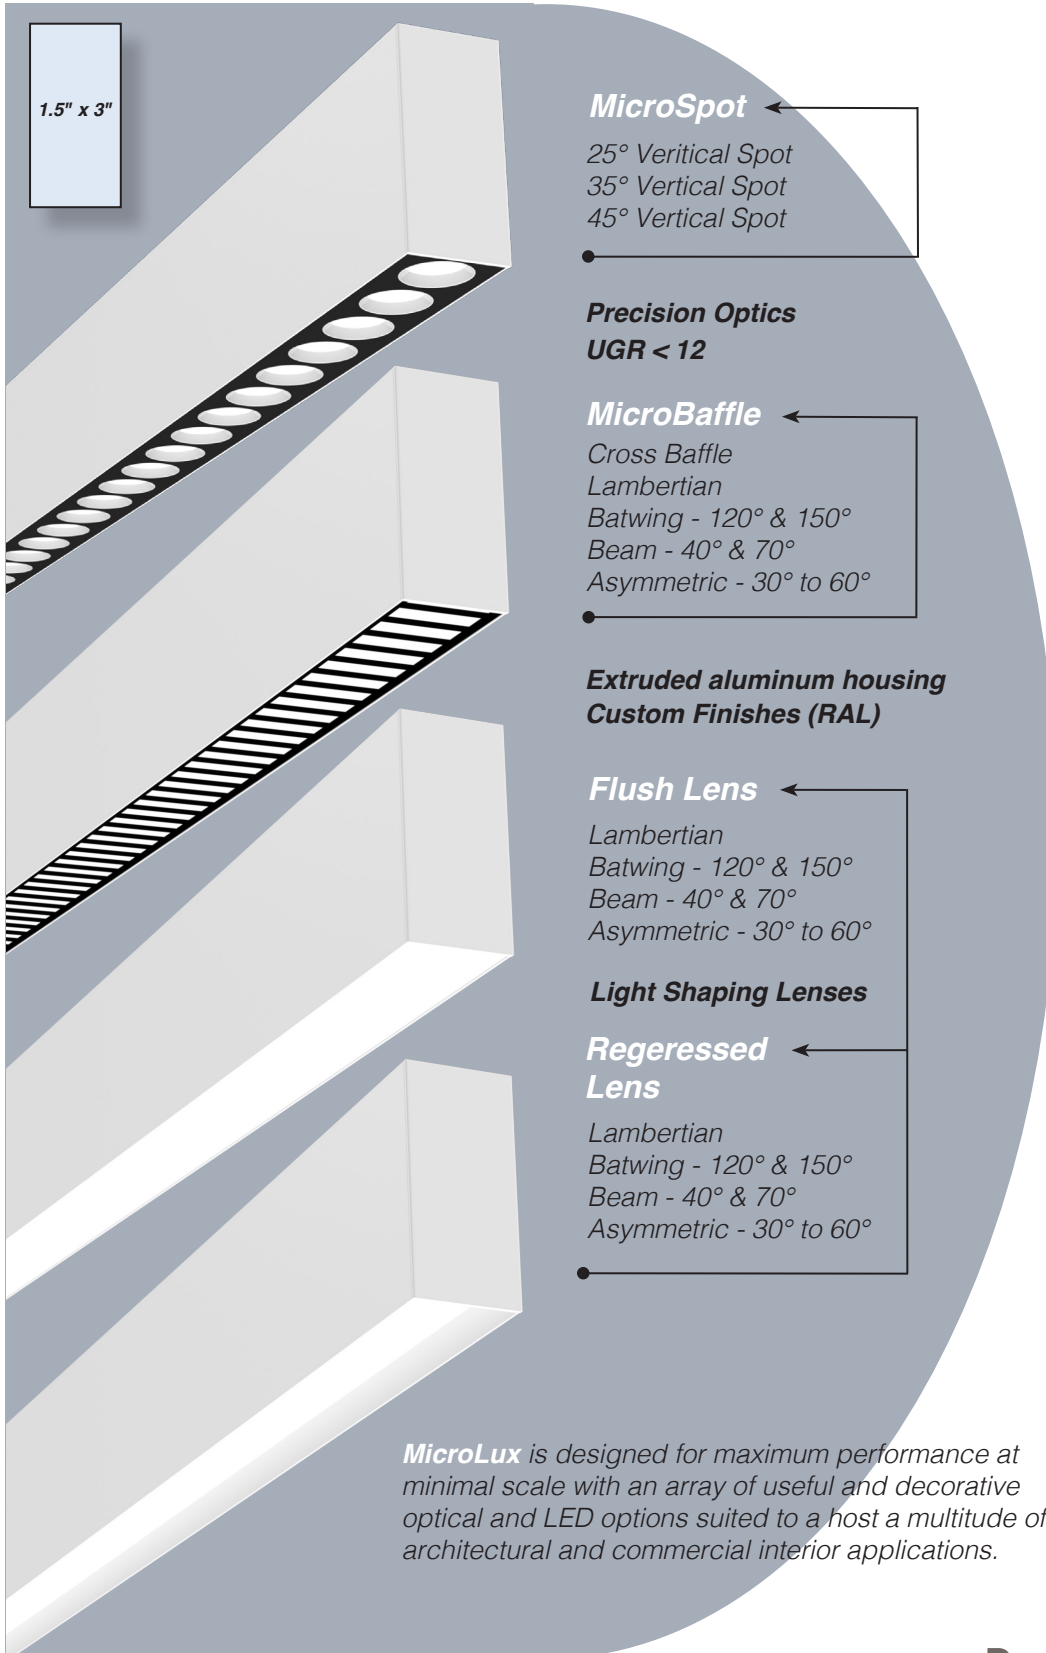 1.5" x 3"
MicroSpot
25° Veritical Spot
35° Vertical Spot
45° Vertical Spot
Precision Optics
UGR < 12
MicroBaffle
Cross Baffle
Lambertian
Batwing - 120° & 150°
Beam - 40° & 70°
Asymmetric - 30° to 60°
Extruded aluminum housing
Custom Finishes (RAL)
Flush Lens
Lambertian
Batwing - 120° & 150°
Beam - 40° & 70°
Asymmetric - 30° to 60°
Light Shaping Lenses
Regeressed
Lens
Lambertian
Batwing - 120° & 150°
Beam - 40° & 70°
Asymmetric - 30° to 60°
MicroLux is designed for maximum performance at
minimal scale with an array of useful and decorative
optical and LED options suited to a host a multitude of
architectural and commercial interior applications.